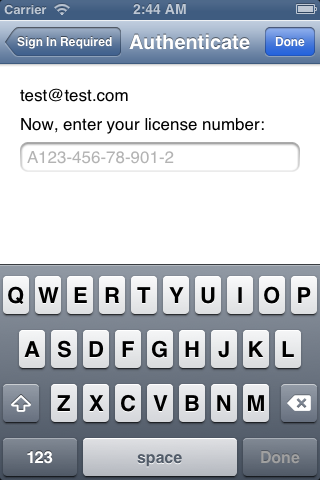 Carrier 2:44 AM
Sign In Required Authenticate Done
test@test.com
Now, enter your license number:
A123-456-78-901-2
Q W E R T Y U I O P
A S D F G H J K L
Z X C V B N M
123 space Done